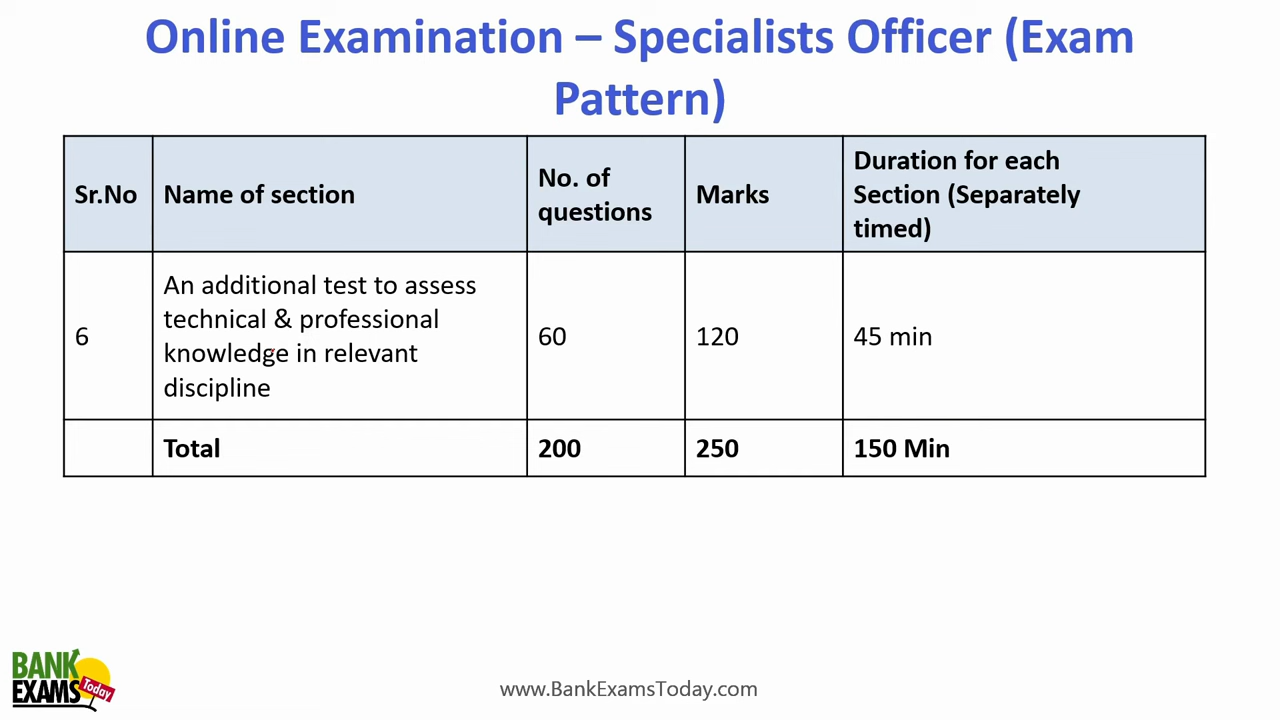 Online Examination – Specialists Officer (Exam
Pattern)
Sr.No
Name of section
No. of
questions
Marks
Duration for each
Section (Separately
timed)
6
An additional test to assess
technical & professional
knowledge in relevant
discipline
60
120
45 min
Total
200
250
150 Min
BANK
EXAMS
Today
www.BankExamsToday.com